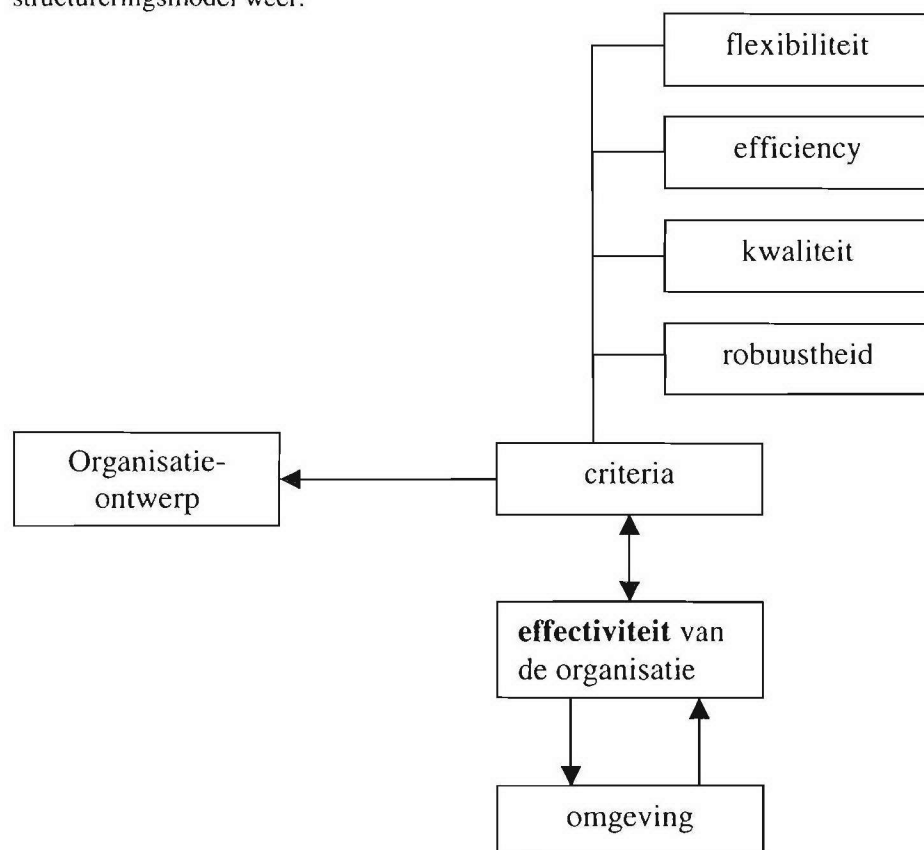 structureringsmodel weer.
flexibiliteit
efficiency
kwaliteit
robuustheid
Organisatie-
ontwerp
criteria
effectiviteit van
de organisatie
omgeving